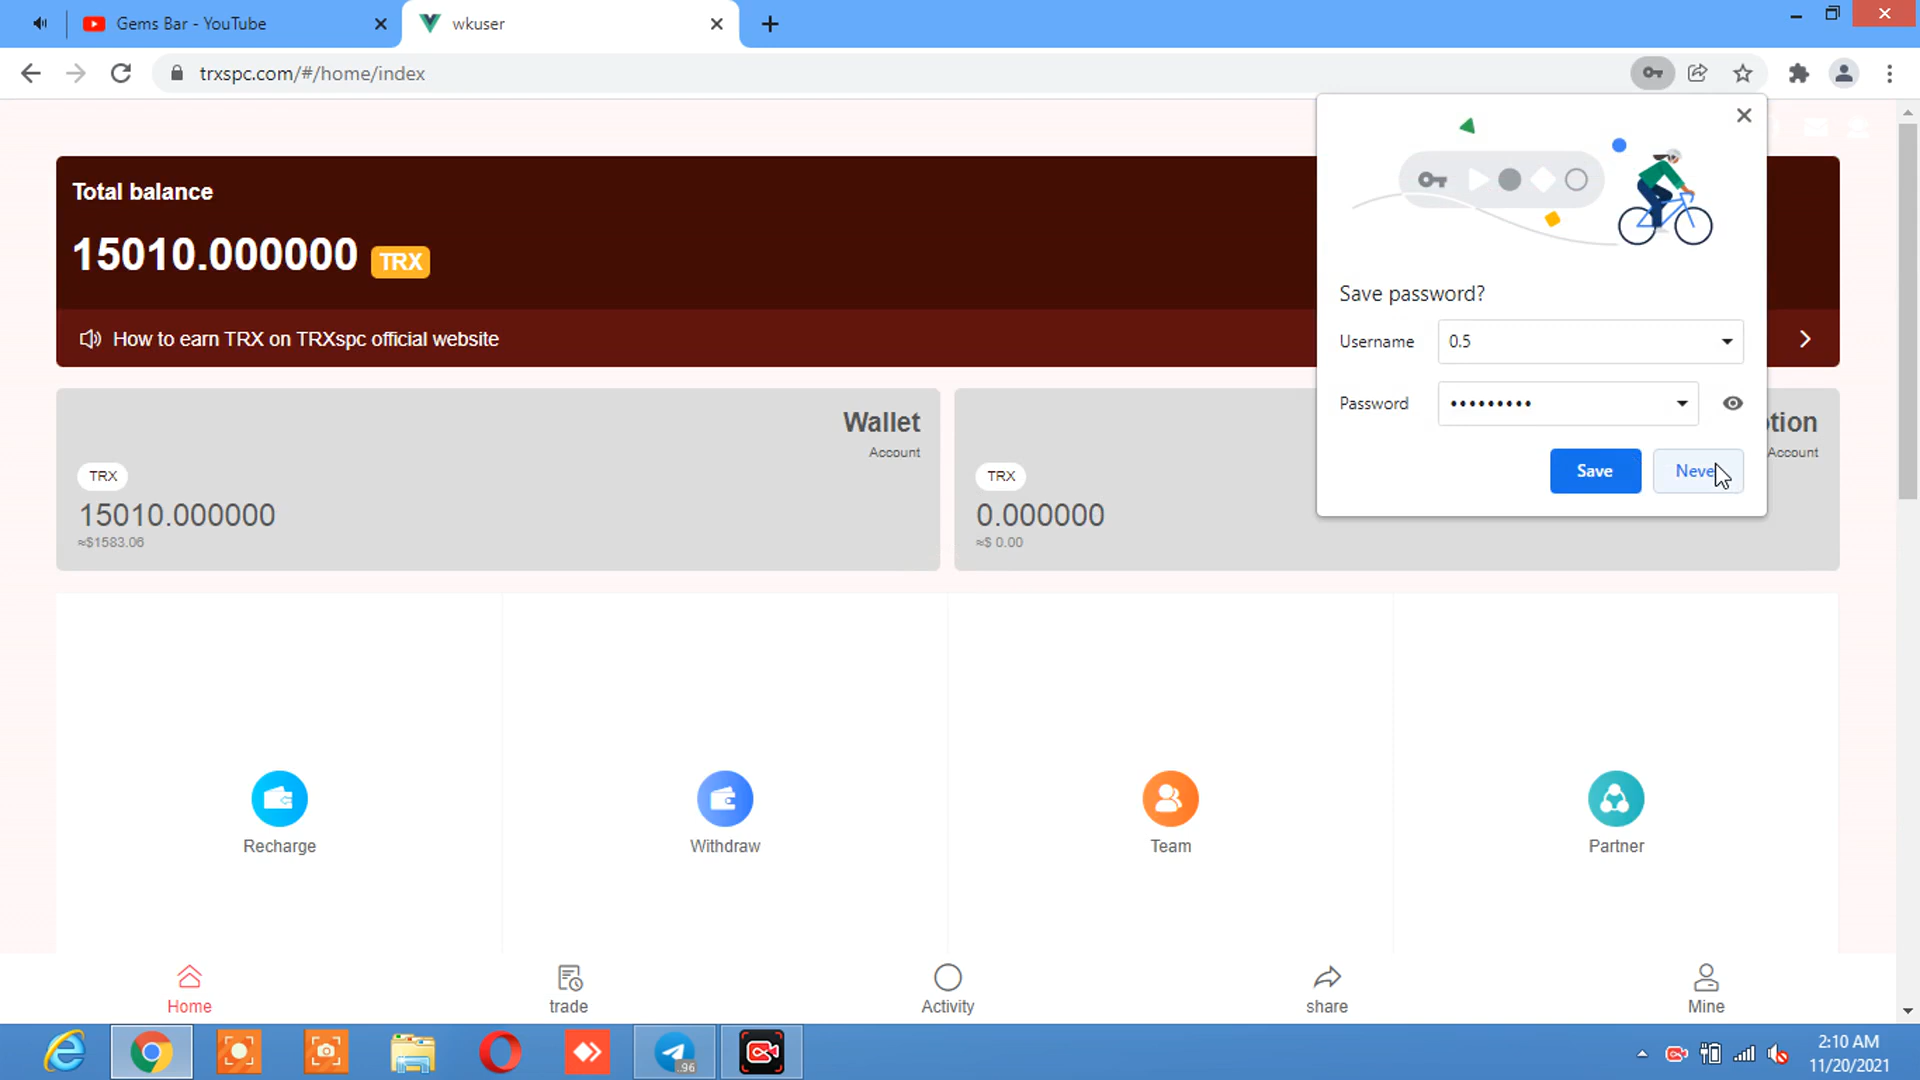 Gems Bar - YouTube
wkuser
trxspc.com/#/home/index
Total balance
15010.000000 TRX
How to earn TRX on TRXspc official website
Save password?
Username 0.5
Password •••••••••
Save
Neve
Wallet
Account
TRX
15010.000000
≈$1583.06
tion
Account
TRX
0.000000
≈$ 0.00
Recharge
Withdraw
Team
Partner
Home
trade
Activity
share
Mine
.96
2:10 AM
11/20/2021